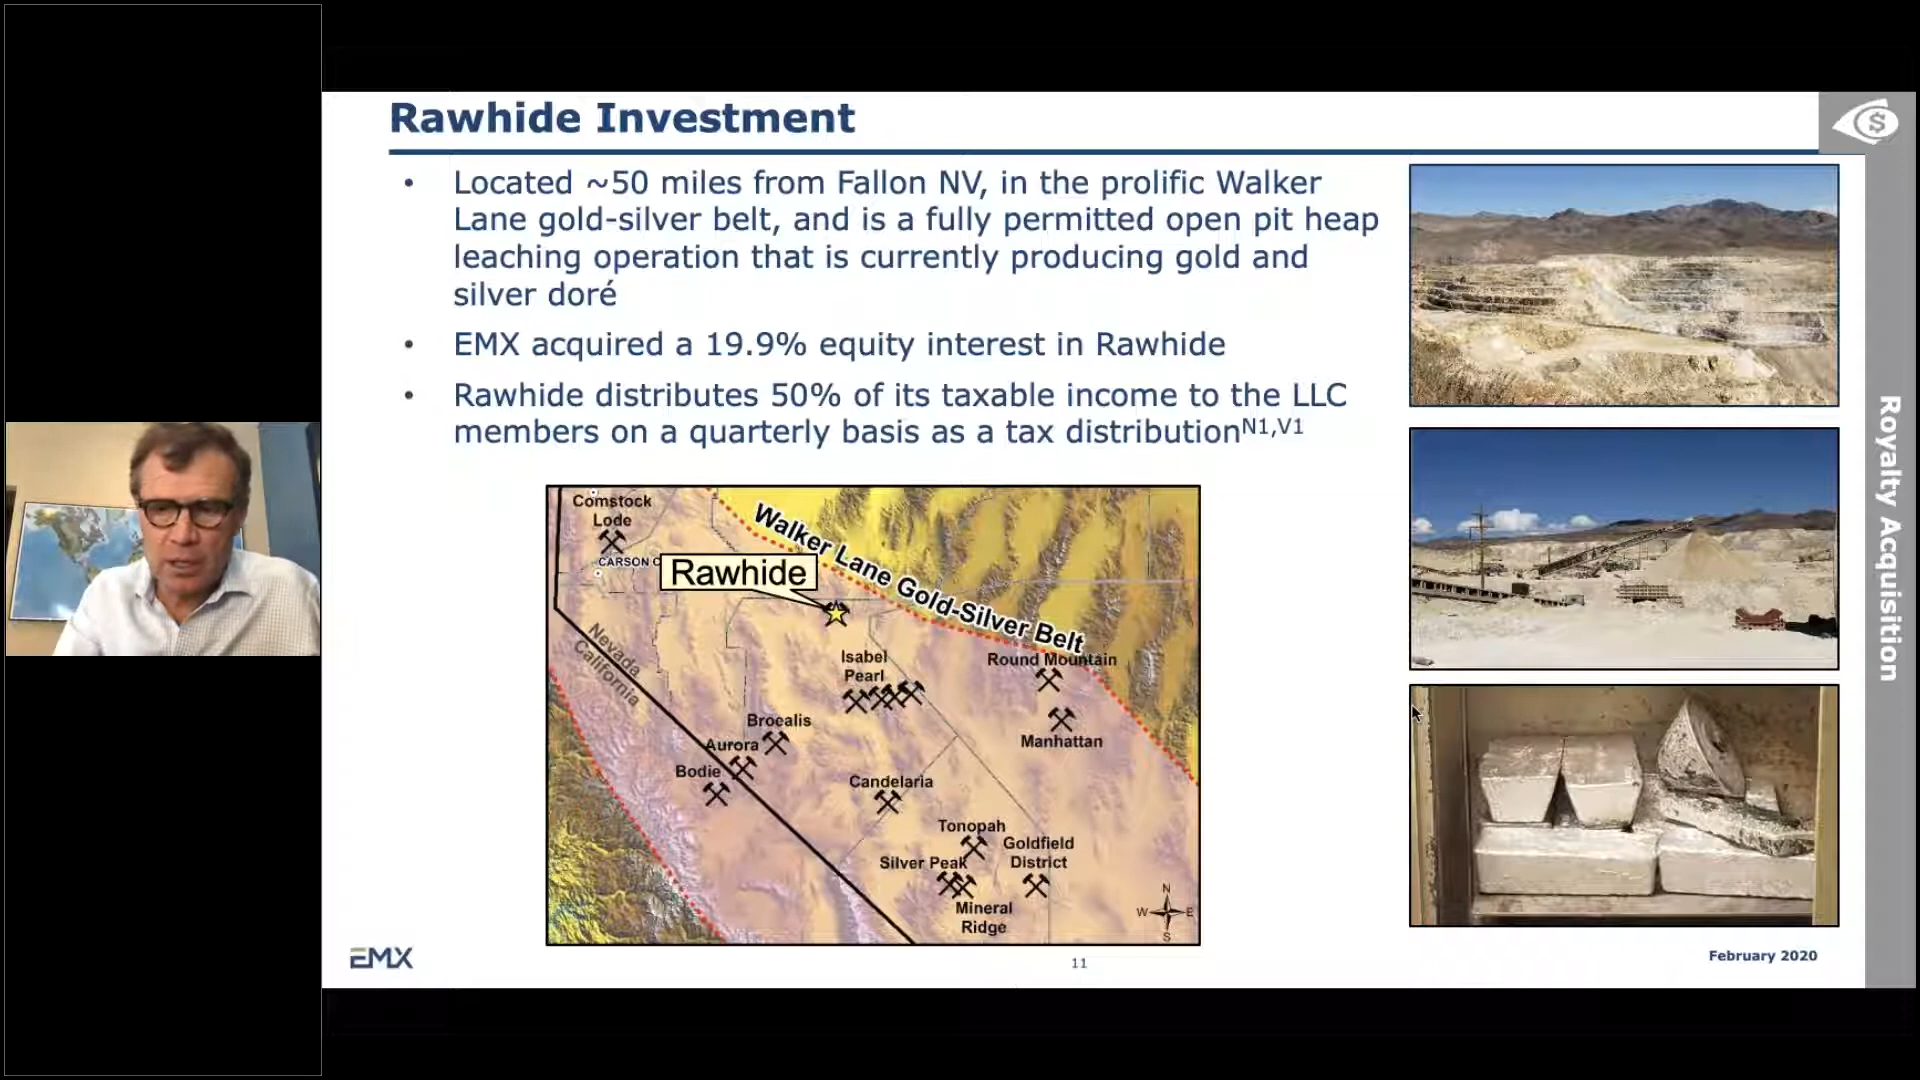 Rawhide Investment
• Located ~50 miles from Fallon NV, in the prolific Walker
Lane gold-silver belt, and is a fully permitted open pit heap
leaching operation that is currently producing gold and
silver doré
• EMX acquired a 19.9% equity interest in Rawhide
• Rawhide distributes 50% of its taxable income to the LLC
members on a quarterly basis as a tax distribution N1,V1
Comstock
Lode
CARSON C
Rawhide
Walker Lane Gold-Silver Belt
Nevada
California
Isabel
Pearl
Round Mountain
Manhattan
Broealis
Aurora
Bodie
Candelaria
Tonopah
Goldfield
District
Silver Peak
Mineral
Ridge
N
W
E
S
$
Royalty Acquisition
EMX
11
February 2020